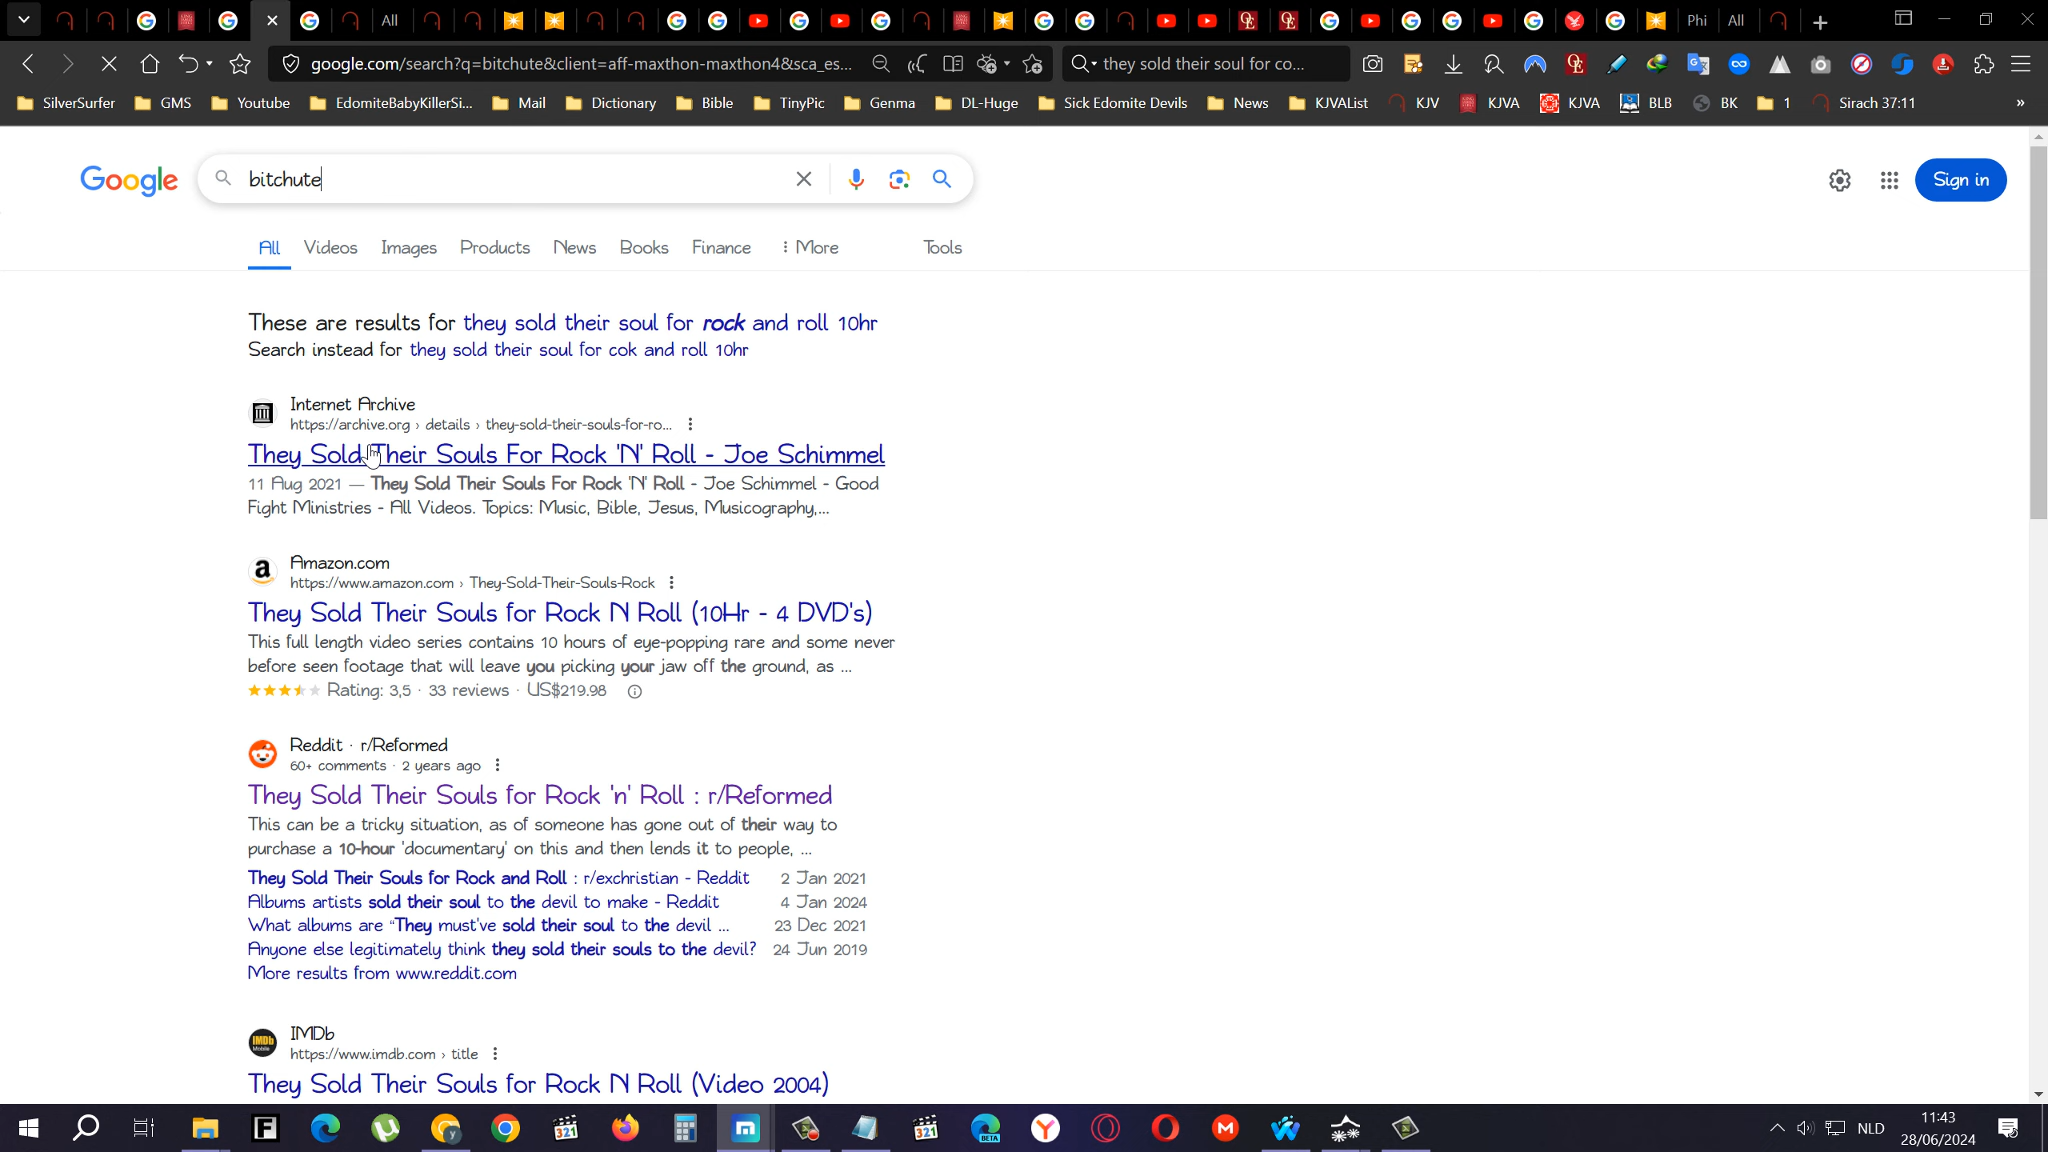 All
Phi
All
google.com/search?q=bitchute&client=aff-maxthon-maxthon4&sca_es...
they sold their soul for co...
SilverSurfer
GMS
Youtube
EdomiteBabyKillerSi...
Mail
Dictionary
Bible
TinyPic
Genma
DL-Huge
Sick Edomite Devils
News
KJVAList
KJV
KJVA
KJVA
BLB
BK
1
Sirach 37:11
»
Google
bitchute
Sign in
All
Videos
Images
Products
News
Books
Finance
More
Tools
These are results for they sold their soul for rock and roll 10hr
Search instead for they sold their soul for cok and roll 10hr
Internet Archive
https://archive.org › details › they-sold-their-souls-for-ro...
They Sold Their Souls For Rock 'N' Roll - Joe Schimmel
11 Aug 2021 — They Sold Their Souls For Rock 'N' Roll - Joe Schimmel - Good
Fight Ministries - All Videos. Topics: Music, Bible, Jesus, Musicography,...
Amazon.com
https://www.amazon.com › They-Sold-Their-Souls-Rock
They Sold Their Souls for Rock N Roll (10Hr - 4 DVD's)
This full length video series contains 10 hours of eye-popping rare and some never
before seen footage that will leave you picking your jaw off the ground, as ...
Rating: 3,5 · 33 reviews · US$219.98
Reddit · r/Reformed
60+ comments · 2 years ago
They Sold Their Souls for Rock 'n' Roll : r/Reformed
This can be a tricky situation, as of someone has gone out of their way to
purchase a 10-hour 'documentary' on this and then lends it to people, ...
They Sold Their Souls for Rock and Roll : r/exchristian - Reddit 2 Jan 2021
Albums artists sold their soul to the devil to make - Reddit 4 Jan 2024
What albums are “They must've sold their soul to the devil ... 23 Dec 2021
Anyone else legitimately think they sold their souls to the devil? 24 Jun 2019
More results from www.reddit.com
IMDb
https://www.imdb.com › title
They Sold Their Souls for Rock N Roll (Video 2004)
NLD
11:43
28/06/2024